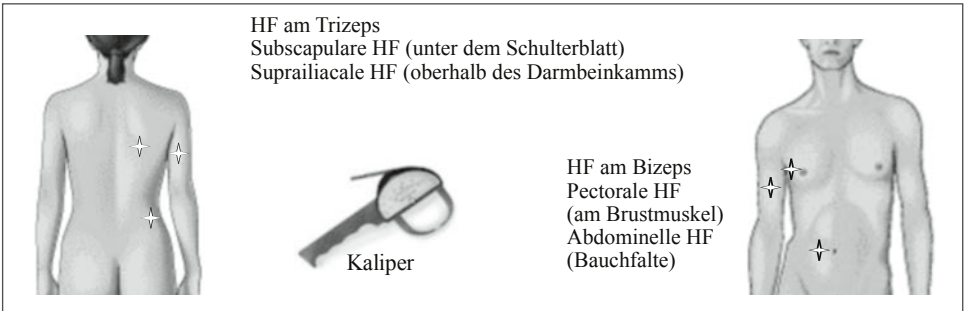 HF am Trizeps
Subscapulare HF (unter dem Schulterblatt)
Suprailiacale HF (oberhalb des Darmbeinkamms)
HF am Bizeps
Pectorale HF
(am Brustmuskel)
Abdominelle HF
(Bauchfalte)
Kaliper